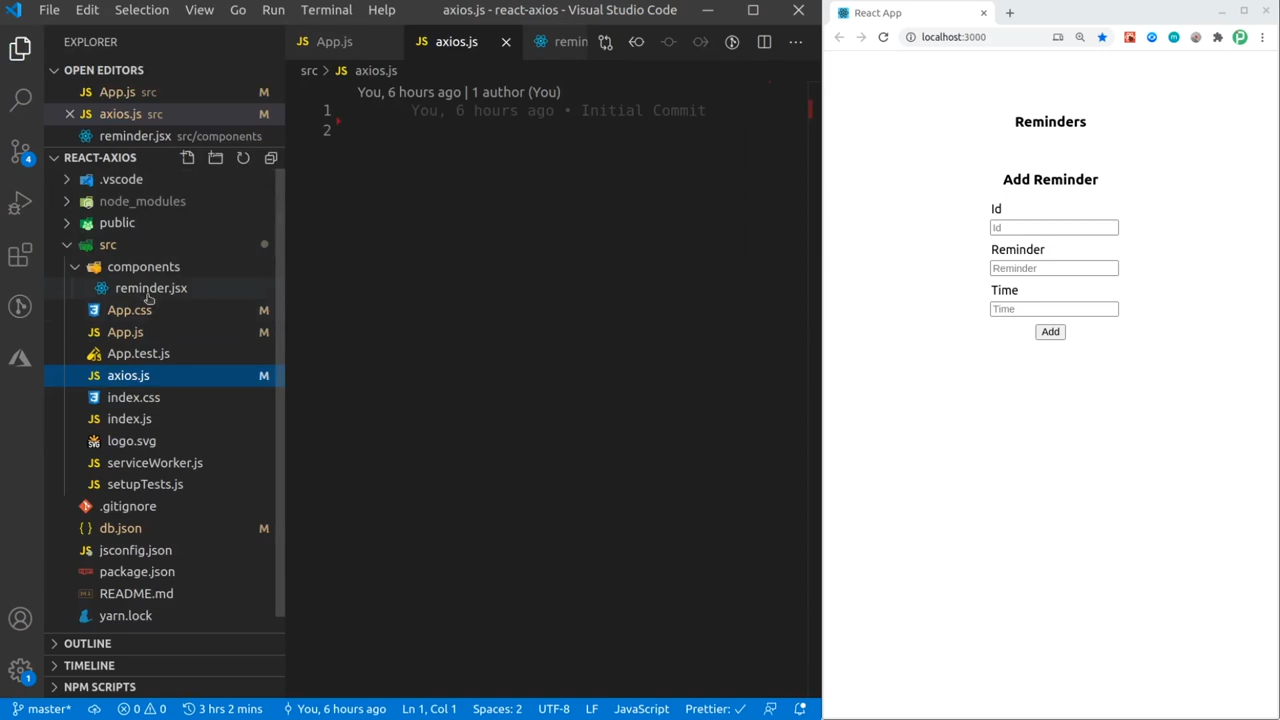 File Edit Selection View Go Run Terminal Help axios.js - react-axios - Visual Studio Code
EXPLORER
OPEN EDITORS
App.js src M
axios.js src M
reminder.jsx src/components
REACT-AXIOS
.vscode
node_modules
public
src
components
reminder.jsx
App.css M
App.js M
App.test.js
axios.js M
index.css
index.js
logo.svg
serviceWorker.js
setupTests.js
.gitignore
db.json M
jsconfig.json
package.json
README.md
yarn.lock
OUTLINE
TIMELINE
NPM SCRIPTS
4
1
App.js axios.js remin
src > axios.js
You, 6 hours ago | 1 author (You)
1 You, 6 hours ago • Initial Commit
2
master* 0 0 3 hrs 2 mins You, 6 hours ago Ln 1, Col 1 Spaces: 2 UTF-8 LF JavaScript Prettier: ✓
React App
localhost:3000
Reminders
Add Reminder
Id
Id
Reminder
Reminder
Time
Time
Add